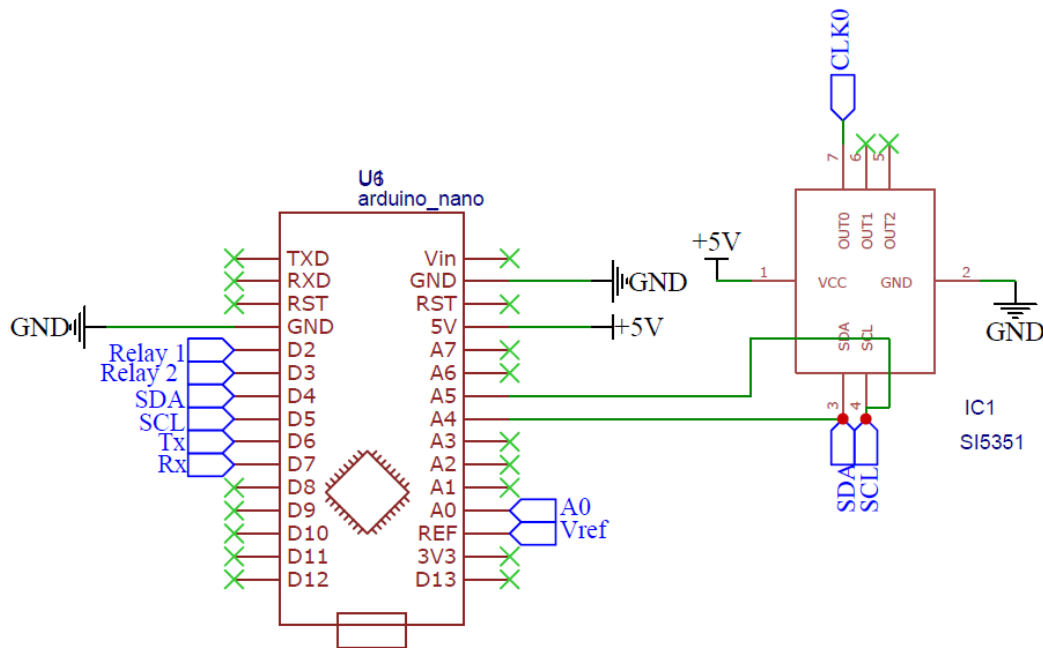 CLK0
7
6
5
OUT0
OUT1
OUT2
+5V
1
VCC
GND
2
GND
SDA
SCL
3
4
IC1
SI5351
SDA
SCL
arduino_nano
TXD
Vin
RXD
GND
GND
RST
RST
GND
GND
5V
+5V
Relay 1
D2
A7
Relay 2
D3
A6
SDA
D4
A5
SCL
D5
A4
Tx
D6
A3
Rx
D7
A2
D8
A1
D9
A0
A0
D10
REF
Vref
D11
3V3
D12
D13